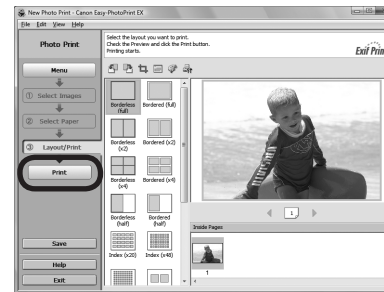 New Photo Print - Canon Easy-PhotoPrint EX
File Edit View Help
Photo Print
Select the layout you want to print.
Check the Preview and click the Print button.
Printing starts.
Exif Prin
Menu
① Select Images
② Select Paper
③ Layout/Print
Print
Save
Help
Exit
Borderless (full)
Bordered (full)
Borderless (x2)
Bordered (x2)
Borderless (x4)
Bordered (x4)
Borderless (half)
Bordered (half)
Index (x20)
Index (x48)
1
Inside Pages
1